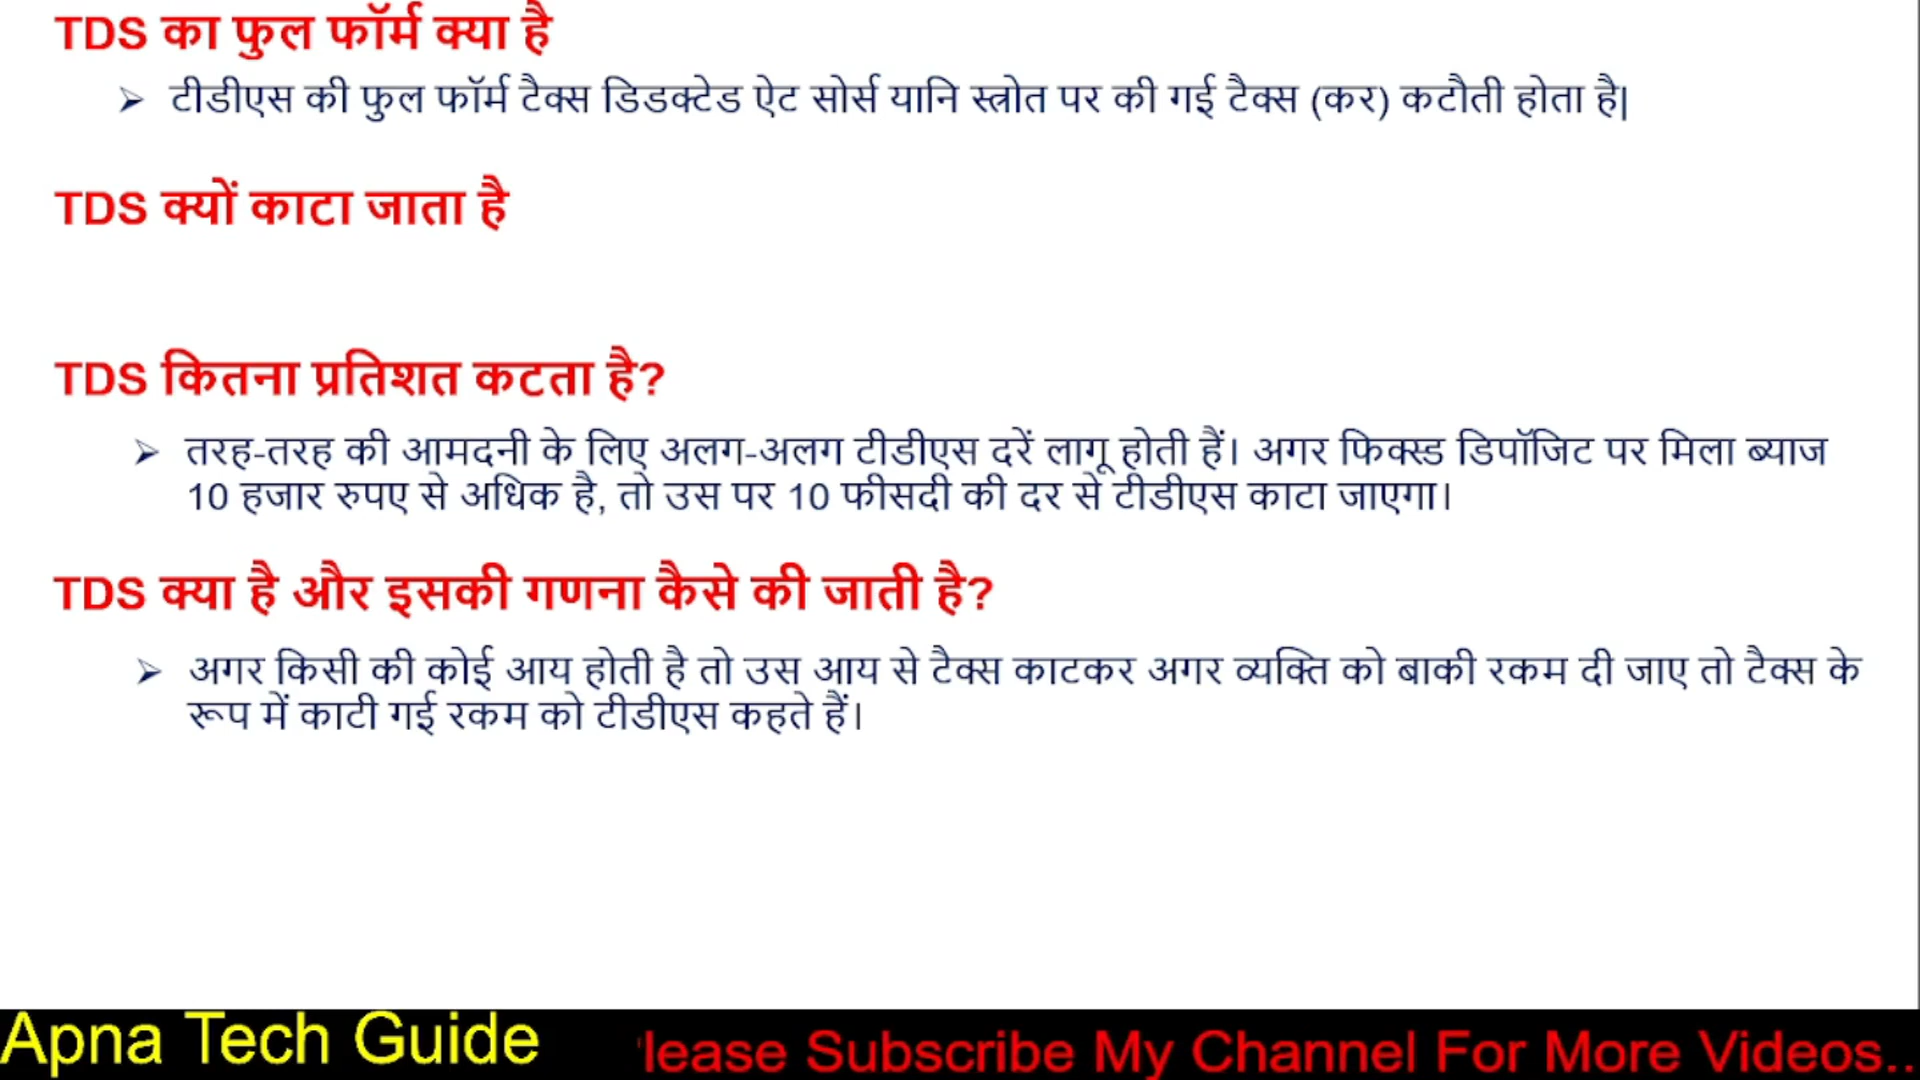 TDS का फुल फॉर्म क्या है
➢ टीडीएस की फुल फॉर्म टैक्स डिडक्टेड ऐट सोर्स यानि स्त्रोत पर की गई टैक्स (कर) कटौती होता है|
TDS क्यों काटा जाता है
TDS कितना प्रतिशत कटता है?
➢ तरह-तरह की आमदनी के लिए अलग-अलग टीडीएस दरें लागू होती हैं। अगर फिक्स्ड डिपॉजिट पर मिला ब्याज
10 हजार रुपए से अधिक है, तो उस पर 10 फीसदी की दर से टीडीएस काटा जाएगा।
TDS क्या है और इसकी गणना कैसे की जाती है?
➢ अगर किसी की कोई आय होती है तो उस आय से टैक्स काटकर अगर व्यक्ति को बाकी रकम दी जाए तो टैक्स के
रूप में काटी गई रकम को टीडीएस कहते हैं।
Apna Tech Guide
lease Subscribe My Channel For More Videos..